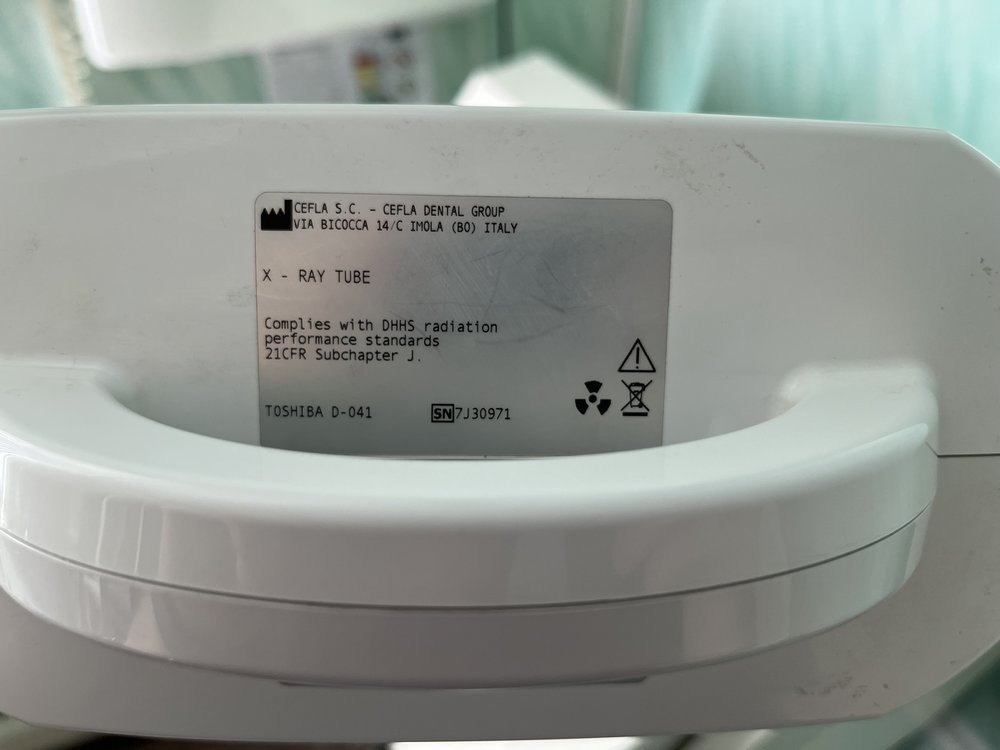 CEFLA S.C. - CEFLA DENTAL GROUP
VIA BICOCCA 14/C IMOLA (BO) ITALY
X - RAY TUBE
Complies with DHHS radiation
performance standards
21CFR Subchapter J.
TOSHIBA D-041 SN 7J30971